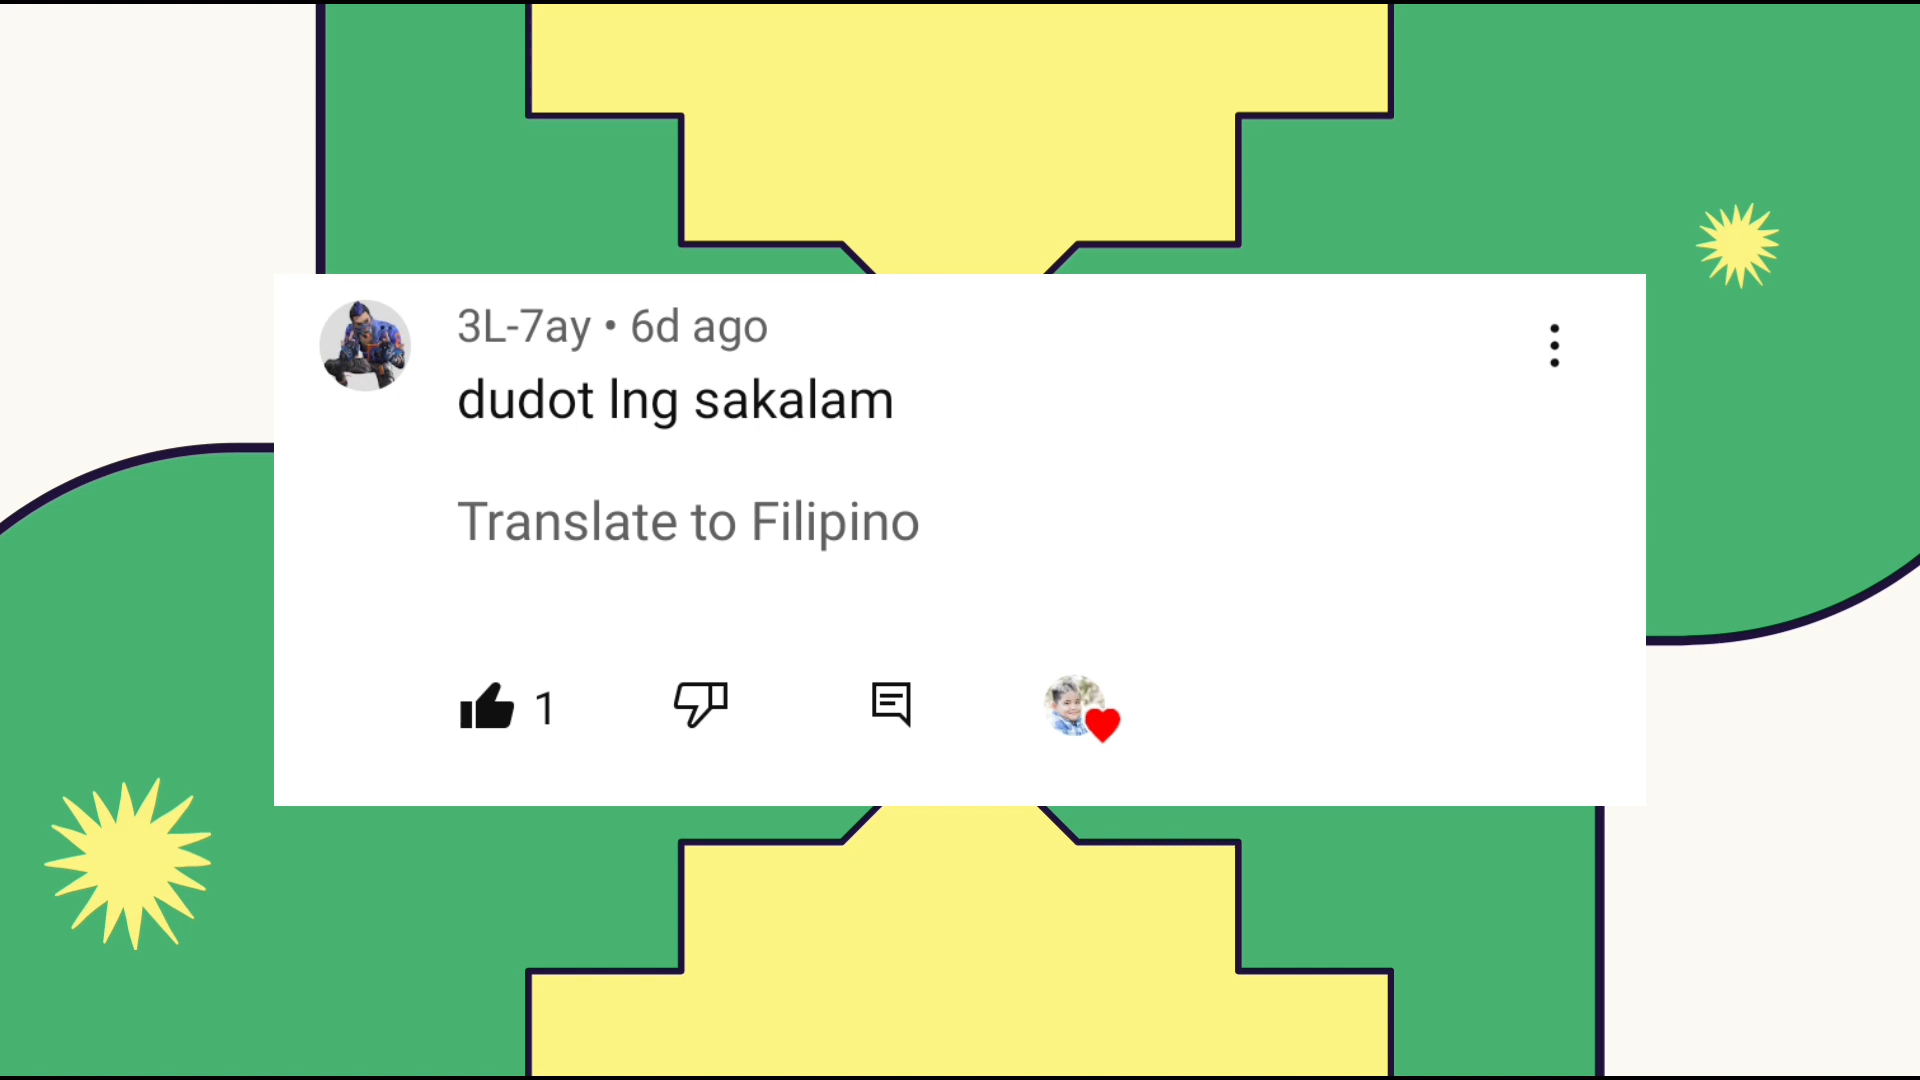 3L-7ay • 6d ago
dudot lng sakalam
Translate to Filipino
1